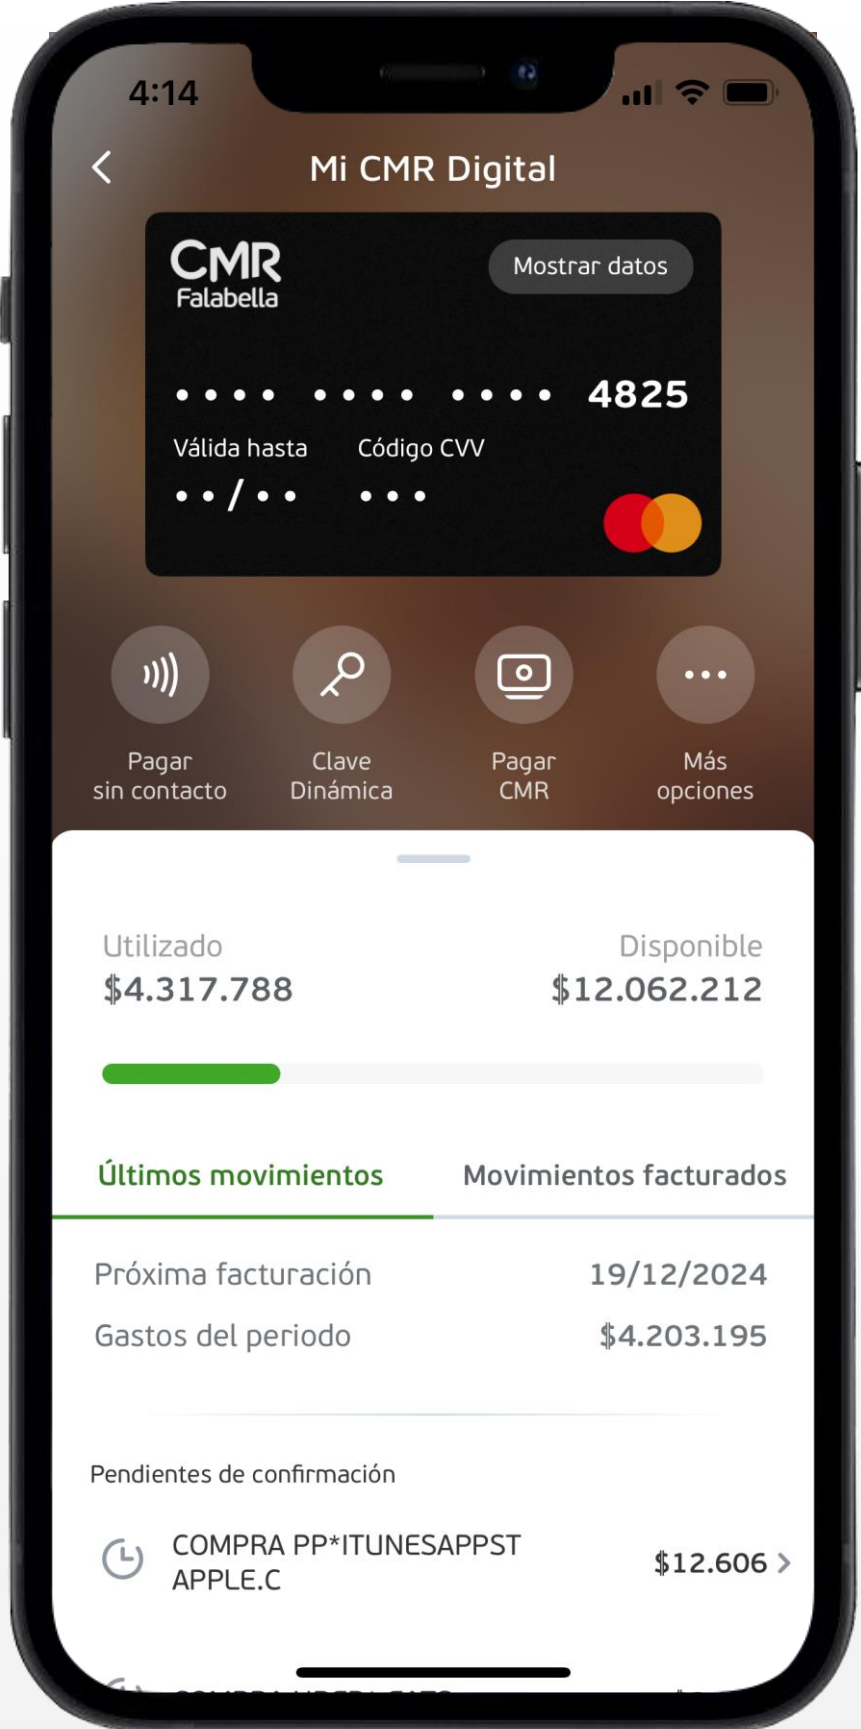 4:14
Mi CMR Digital
CMR
Falabella
Mostrar datos
•••• •••• •••• 4825
Válida hasta Código CVV
••/•• •••
Pagar
sin contacto
Clave
Dinámica
Pagar
CMR
Más
opciones
Utilizado Disponible
$4.317.788 $12.062.212
Últimos movimientos Movimientos facturados
Próxima facturación 19/12/2024
Gastos del periodo $4.203.195
Pendientes de confirmación
COMPRA PP*ITUNESAPPST
APPLE.C
$12.606